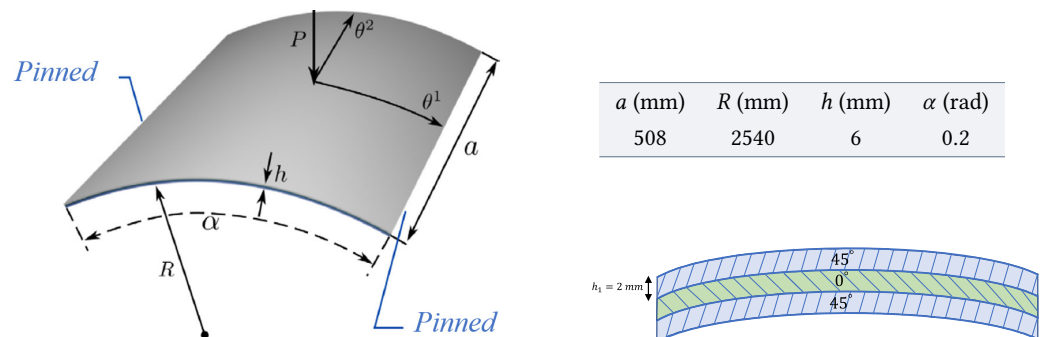 P
θ²
Pinned
θ¹
a
h
α
R
Pinned
a (mm) R (mm) h (mm) α (rad)
508 2540 6 0.2
45°
h₁ = 2 mm
0°
45°